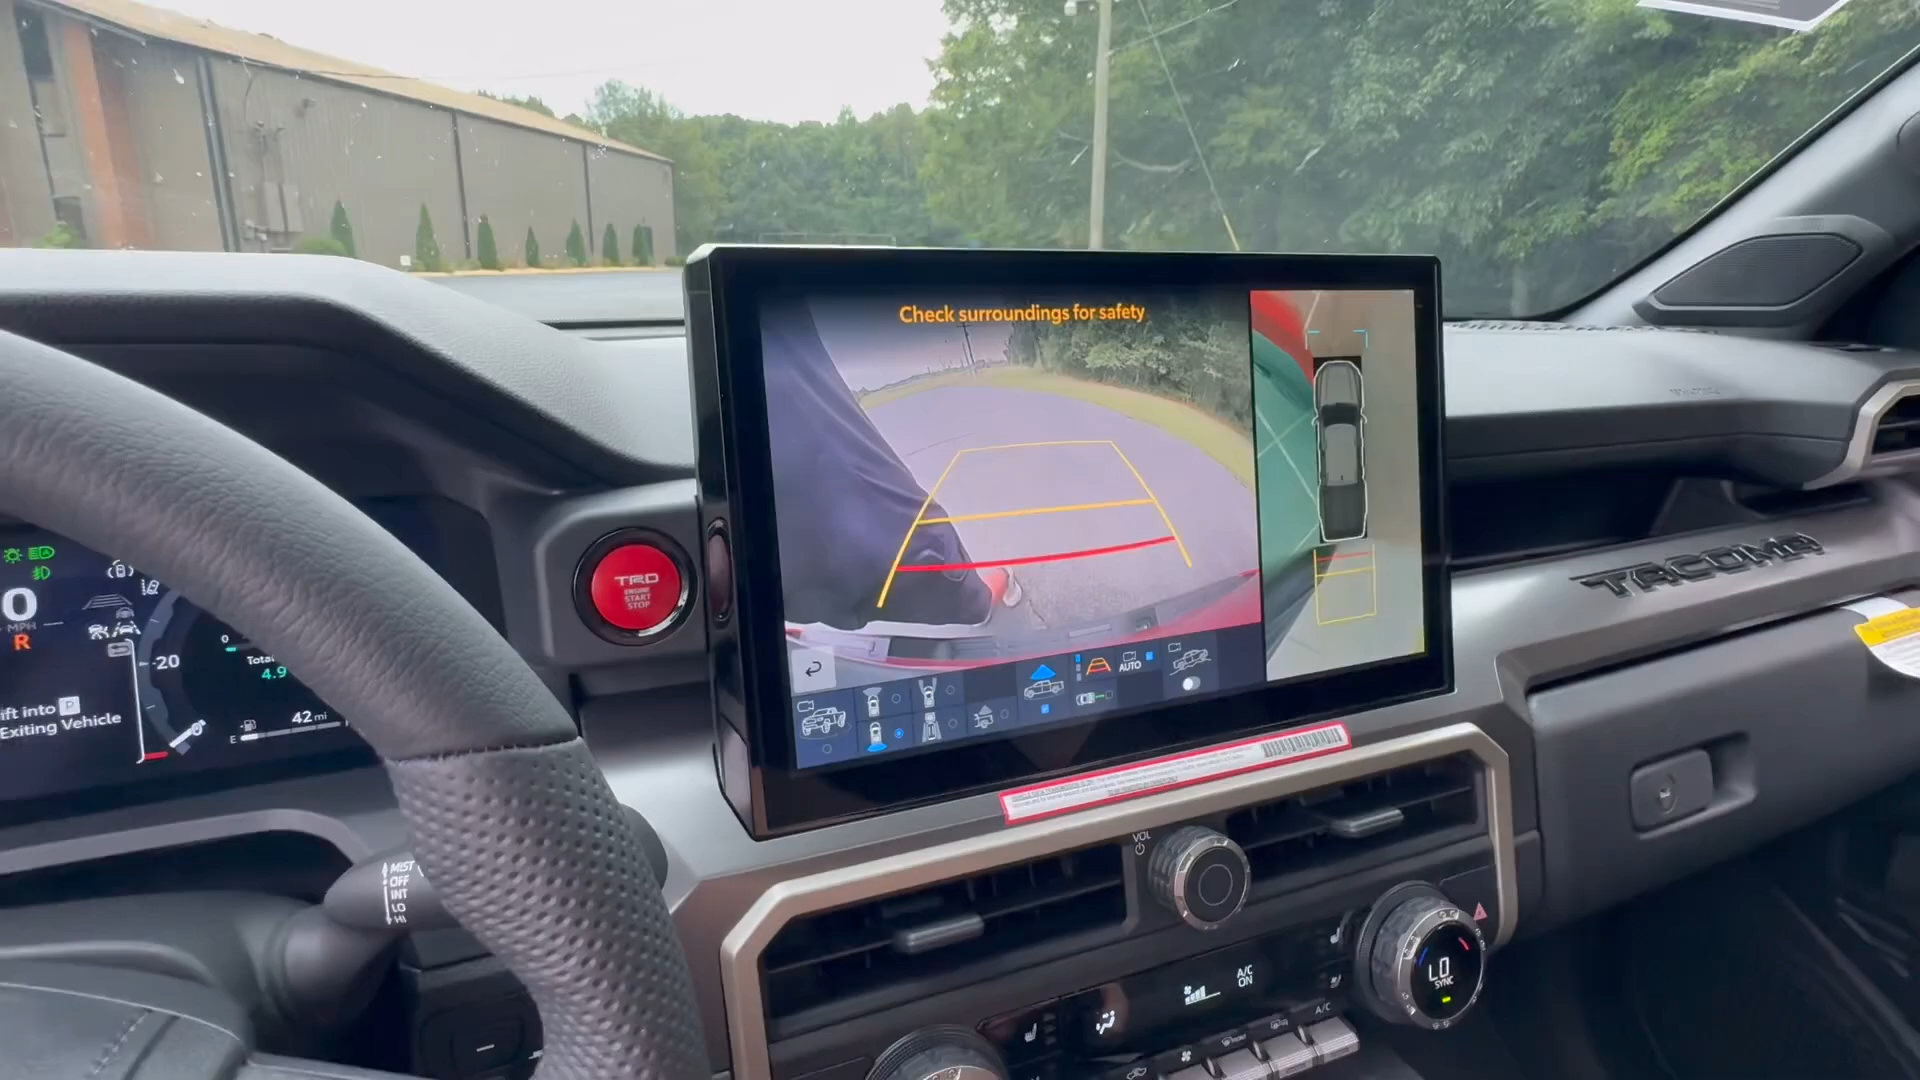 Check surroundings for safety
TRD
ENGINE
START
STOP
TACOMA
0
MPH
R
20
0
Total
4.9
ift into P
Exiting Vehicle
E
42 mi
AUTO
MIST
OFF
INT
LO
HI
VOL
A/C
ON
LO
SYNC
A/C